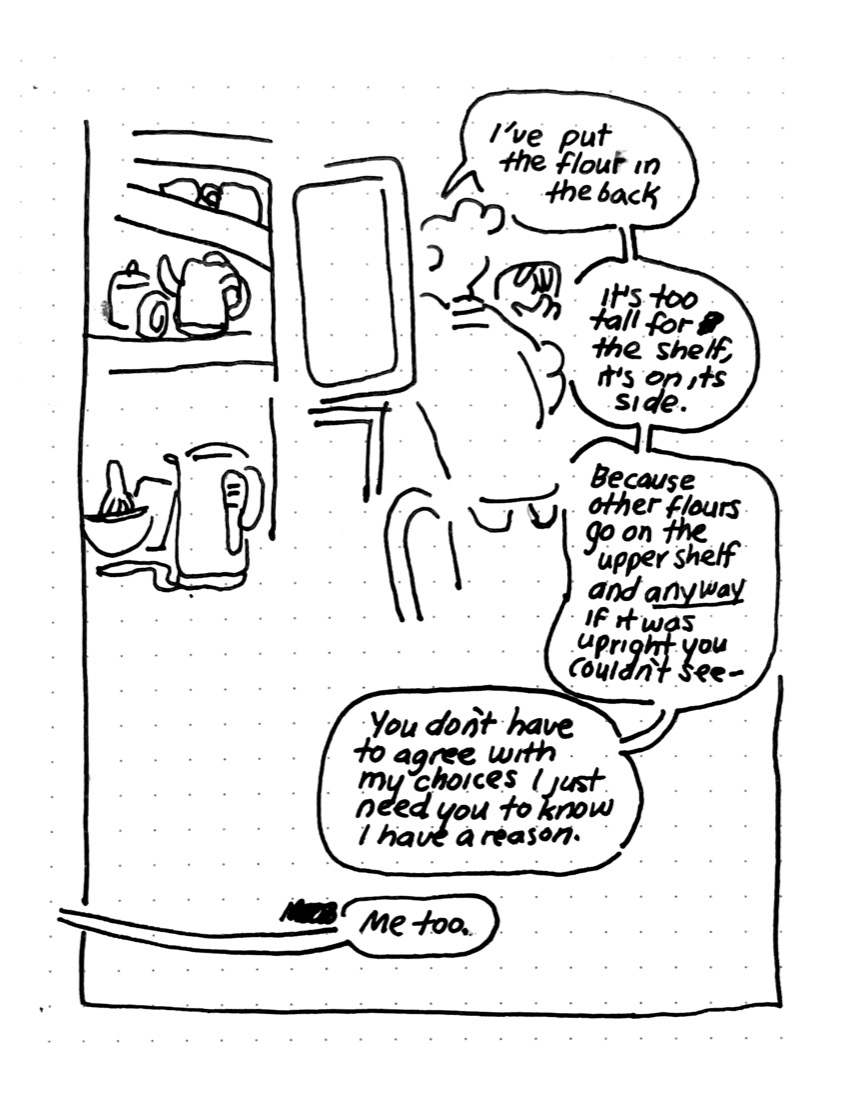 I've put
the flour in
the back
It's too
tall for
the shelf,
it's on its
side.
Because
other flours
go on the
upper shelf
and anyway
if it was
upright you
couldn't see-
You don't have
to agree with
my choices I just
need you to know
I have a reason.
Me too.